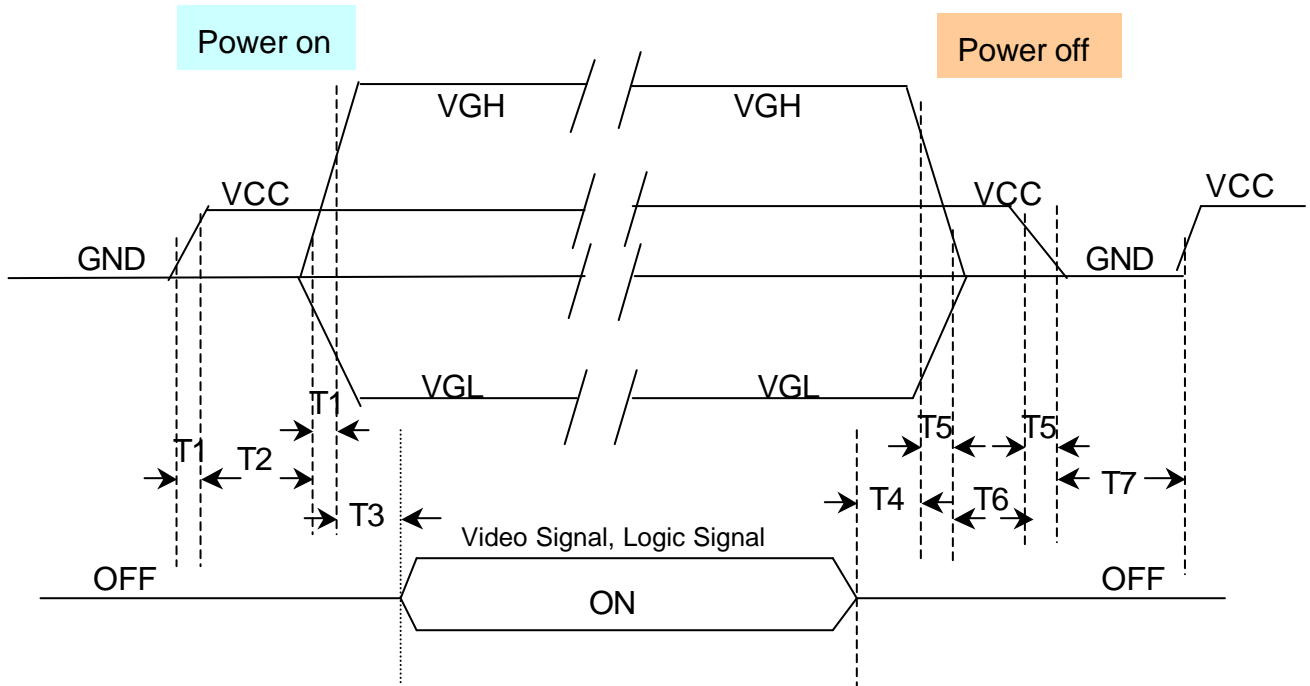 Power on
Power off
VGH
VGH
VCC
VCC
VCC
GND
GND
VGL
VGL
T1
T5
T5
T1
T2
T7
T4
T6
T3
Video Signal, Logic Signal
OFF
OFF
ON